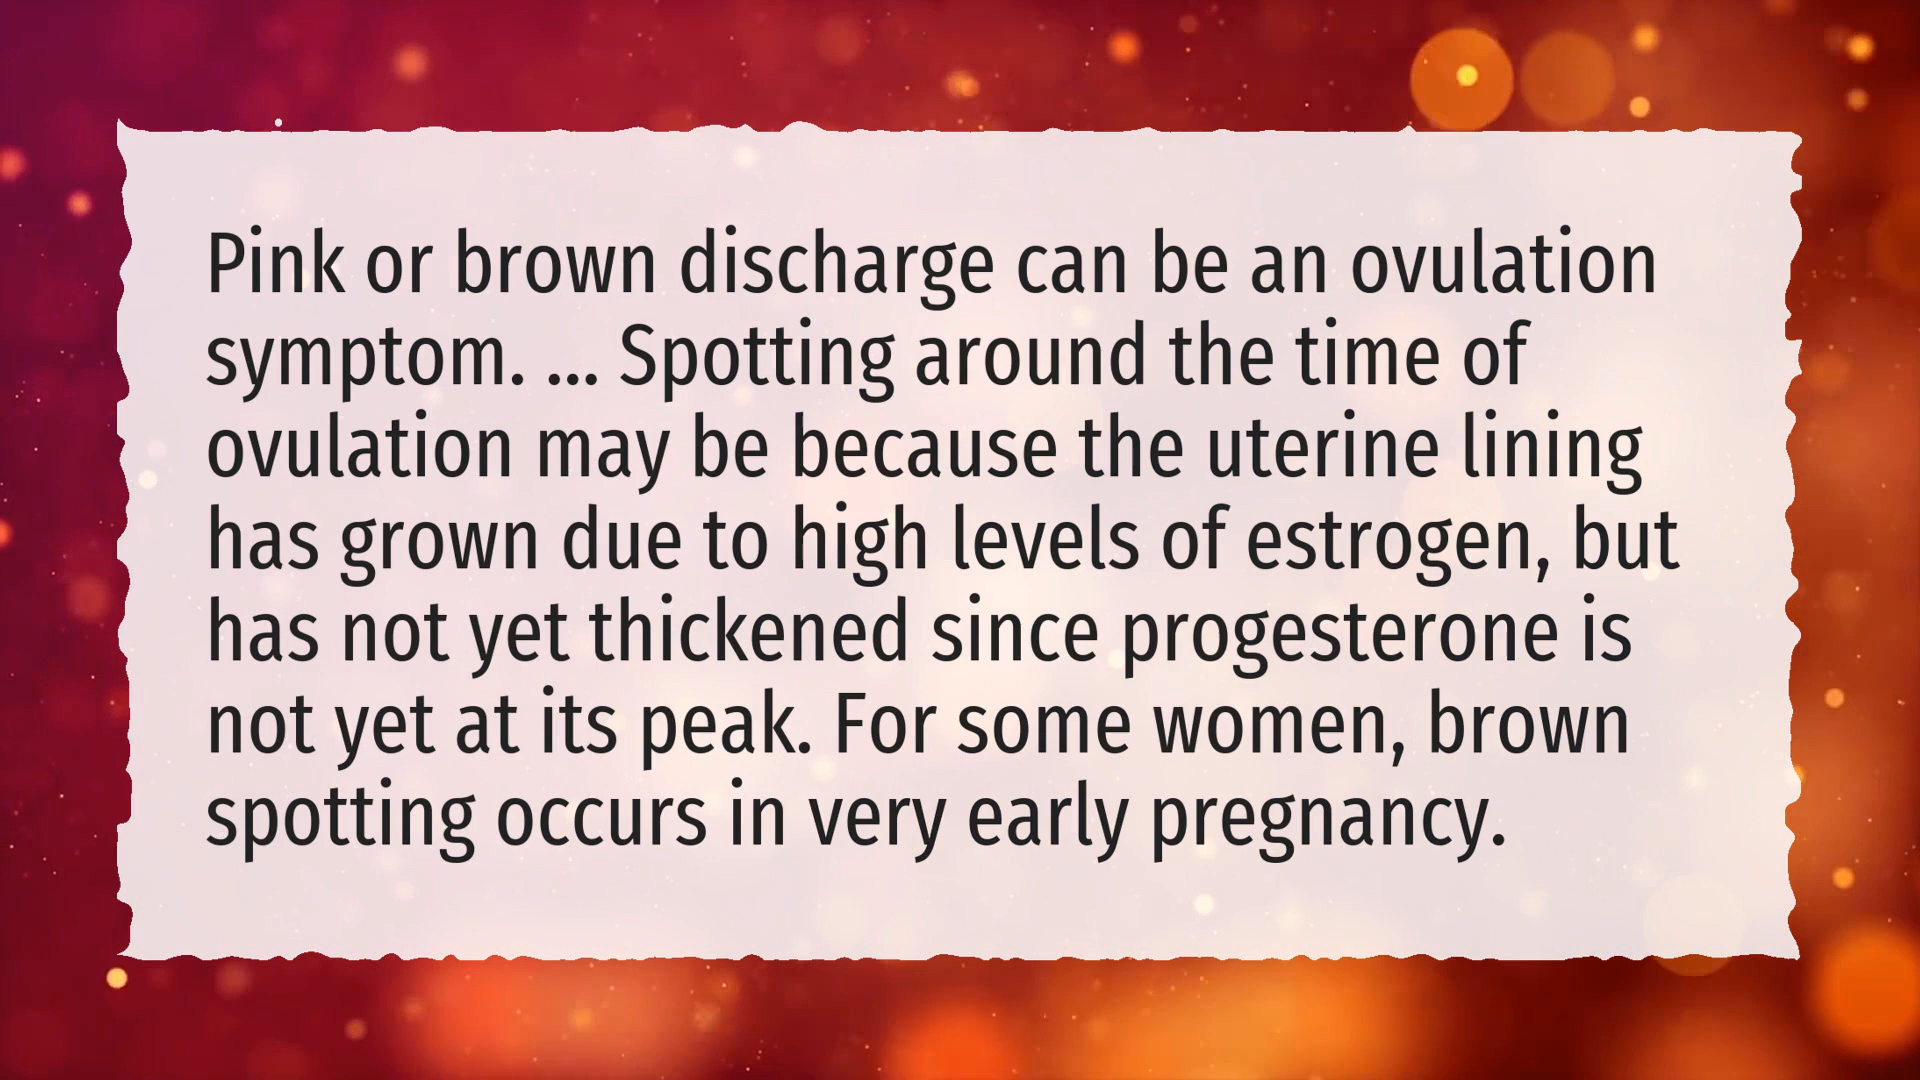 Pink or brown discharge can be an ovulation
symptom. ... Spotting around the time of
ovulation may be because the uterine lining
has grown due to high levels of estrogen, but
has not yet thickened since progesterone is
not yet at its peak. For some women, brown
spotting occurs in very early pregnancy.